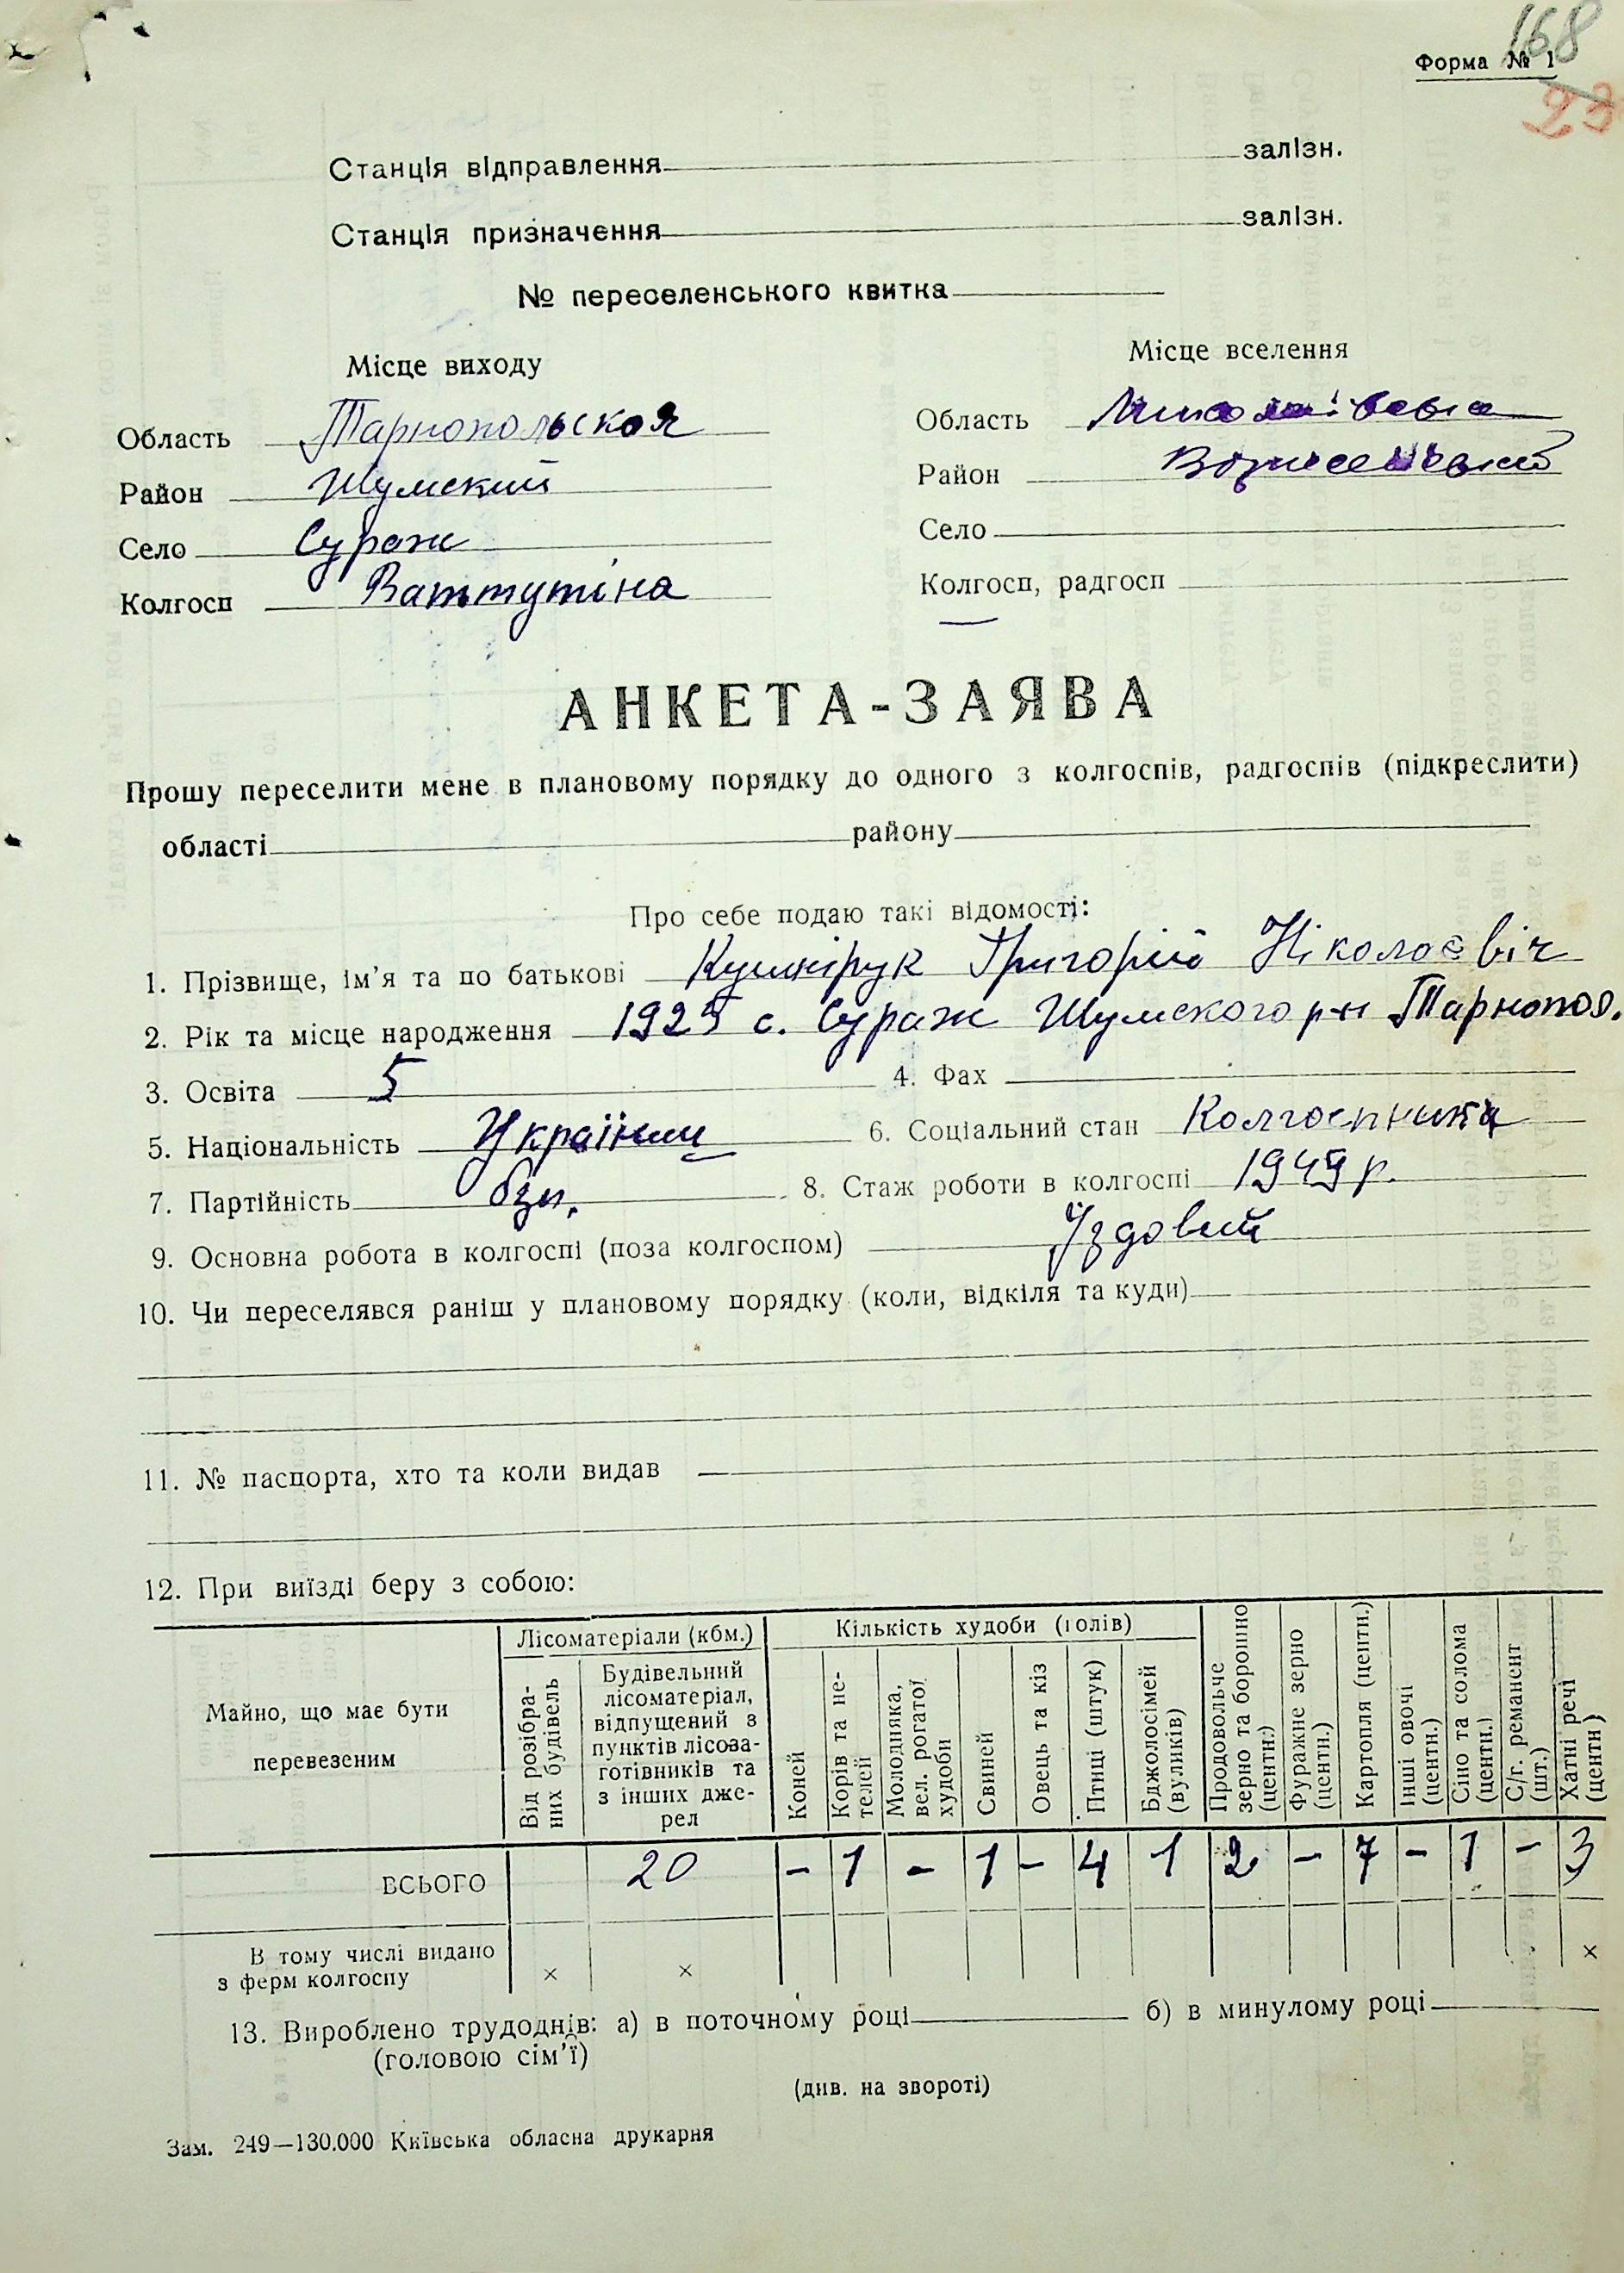 168
Форма № 1
23
Станція відправлення залізн.
Станція призначення залізн.
№ переселенського квитка
Місце виходу
Місце вселення
Область Тарнопольская
Область Миколаївська
Район Шумский
Район Вознесенський
Село Сураж
Село
Колгосп Ваттутіна
Колгосп, радгосп
АНКЕТА-ЗАЯВА
Прошу переселити мене в плановому порядку до одного з колгоспів, радгоспів (підкреслити)
області району
Про себе подаю такі відомості:
1. Прізвище, ім'я та по батькові Кушнірук Григорій Ніколаєвіч
2. Рік та місце народження 1925 с. Сураж Шумского р-н Тарнопол.
3. Освіта 5 4. Фах
5. Національність Українец 6. Соціальний стан Колгоспник
7. Партійність бзп. 8. Стаж роботи в колгоспі 1949 р.
9. Основна робота в колгоспі (поза колгоспом) Їздовий
10. Чи переселявся раніш у плановому порядку (коли, відкіля та куди)
11. № паспорта, хто та коли видав
12. При виїзді беру з собою:
Майно, що має бути перевезеним
Лісоматеріали (кбм.)
Від розібраних будівель
Будівельний лісоматеріал, відпущений з пунктів лісозаготівників та з інших джерел
Кількість худоби (голів)
Коней
Корів та нетелей
Молодняка, вел. рогатої худоби
Свиней
Овець та кіз
Птиці (штук)
Бджолосімей (вуликів)
Продовольче зерно та борошно (центн.)
Фуражне зерно (центн.)
Картопля (центн.)
Інші овочі (центн.)
Сіно та солома (центн.)
С/г. реманент (шт.)
Хатні речі (центн)
ВСЬОГО 20 – 1 – 1 – 4 1 2 – 7 – 1 – 3
В тому числі видано з ферм колгоспу × × ×
13. Вироблено трудоднів: а) в поточному році б) в минулому році
(головою сім'ї)
(див. на звороті)
Зам. 249—130.000 Київська обласна друкарня